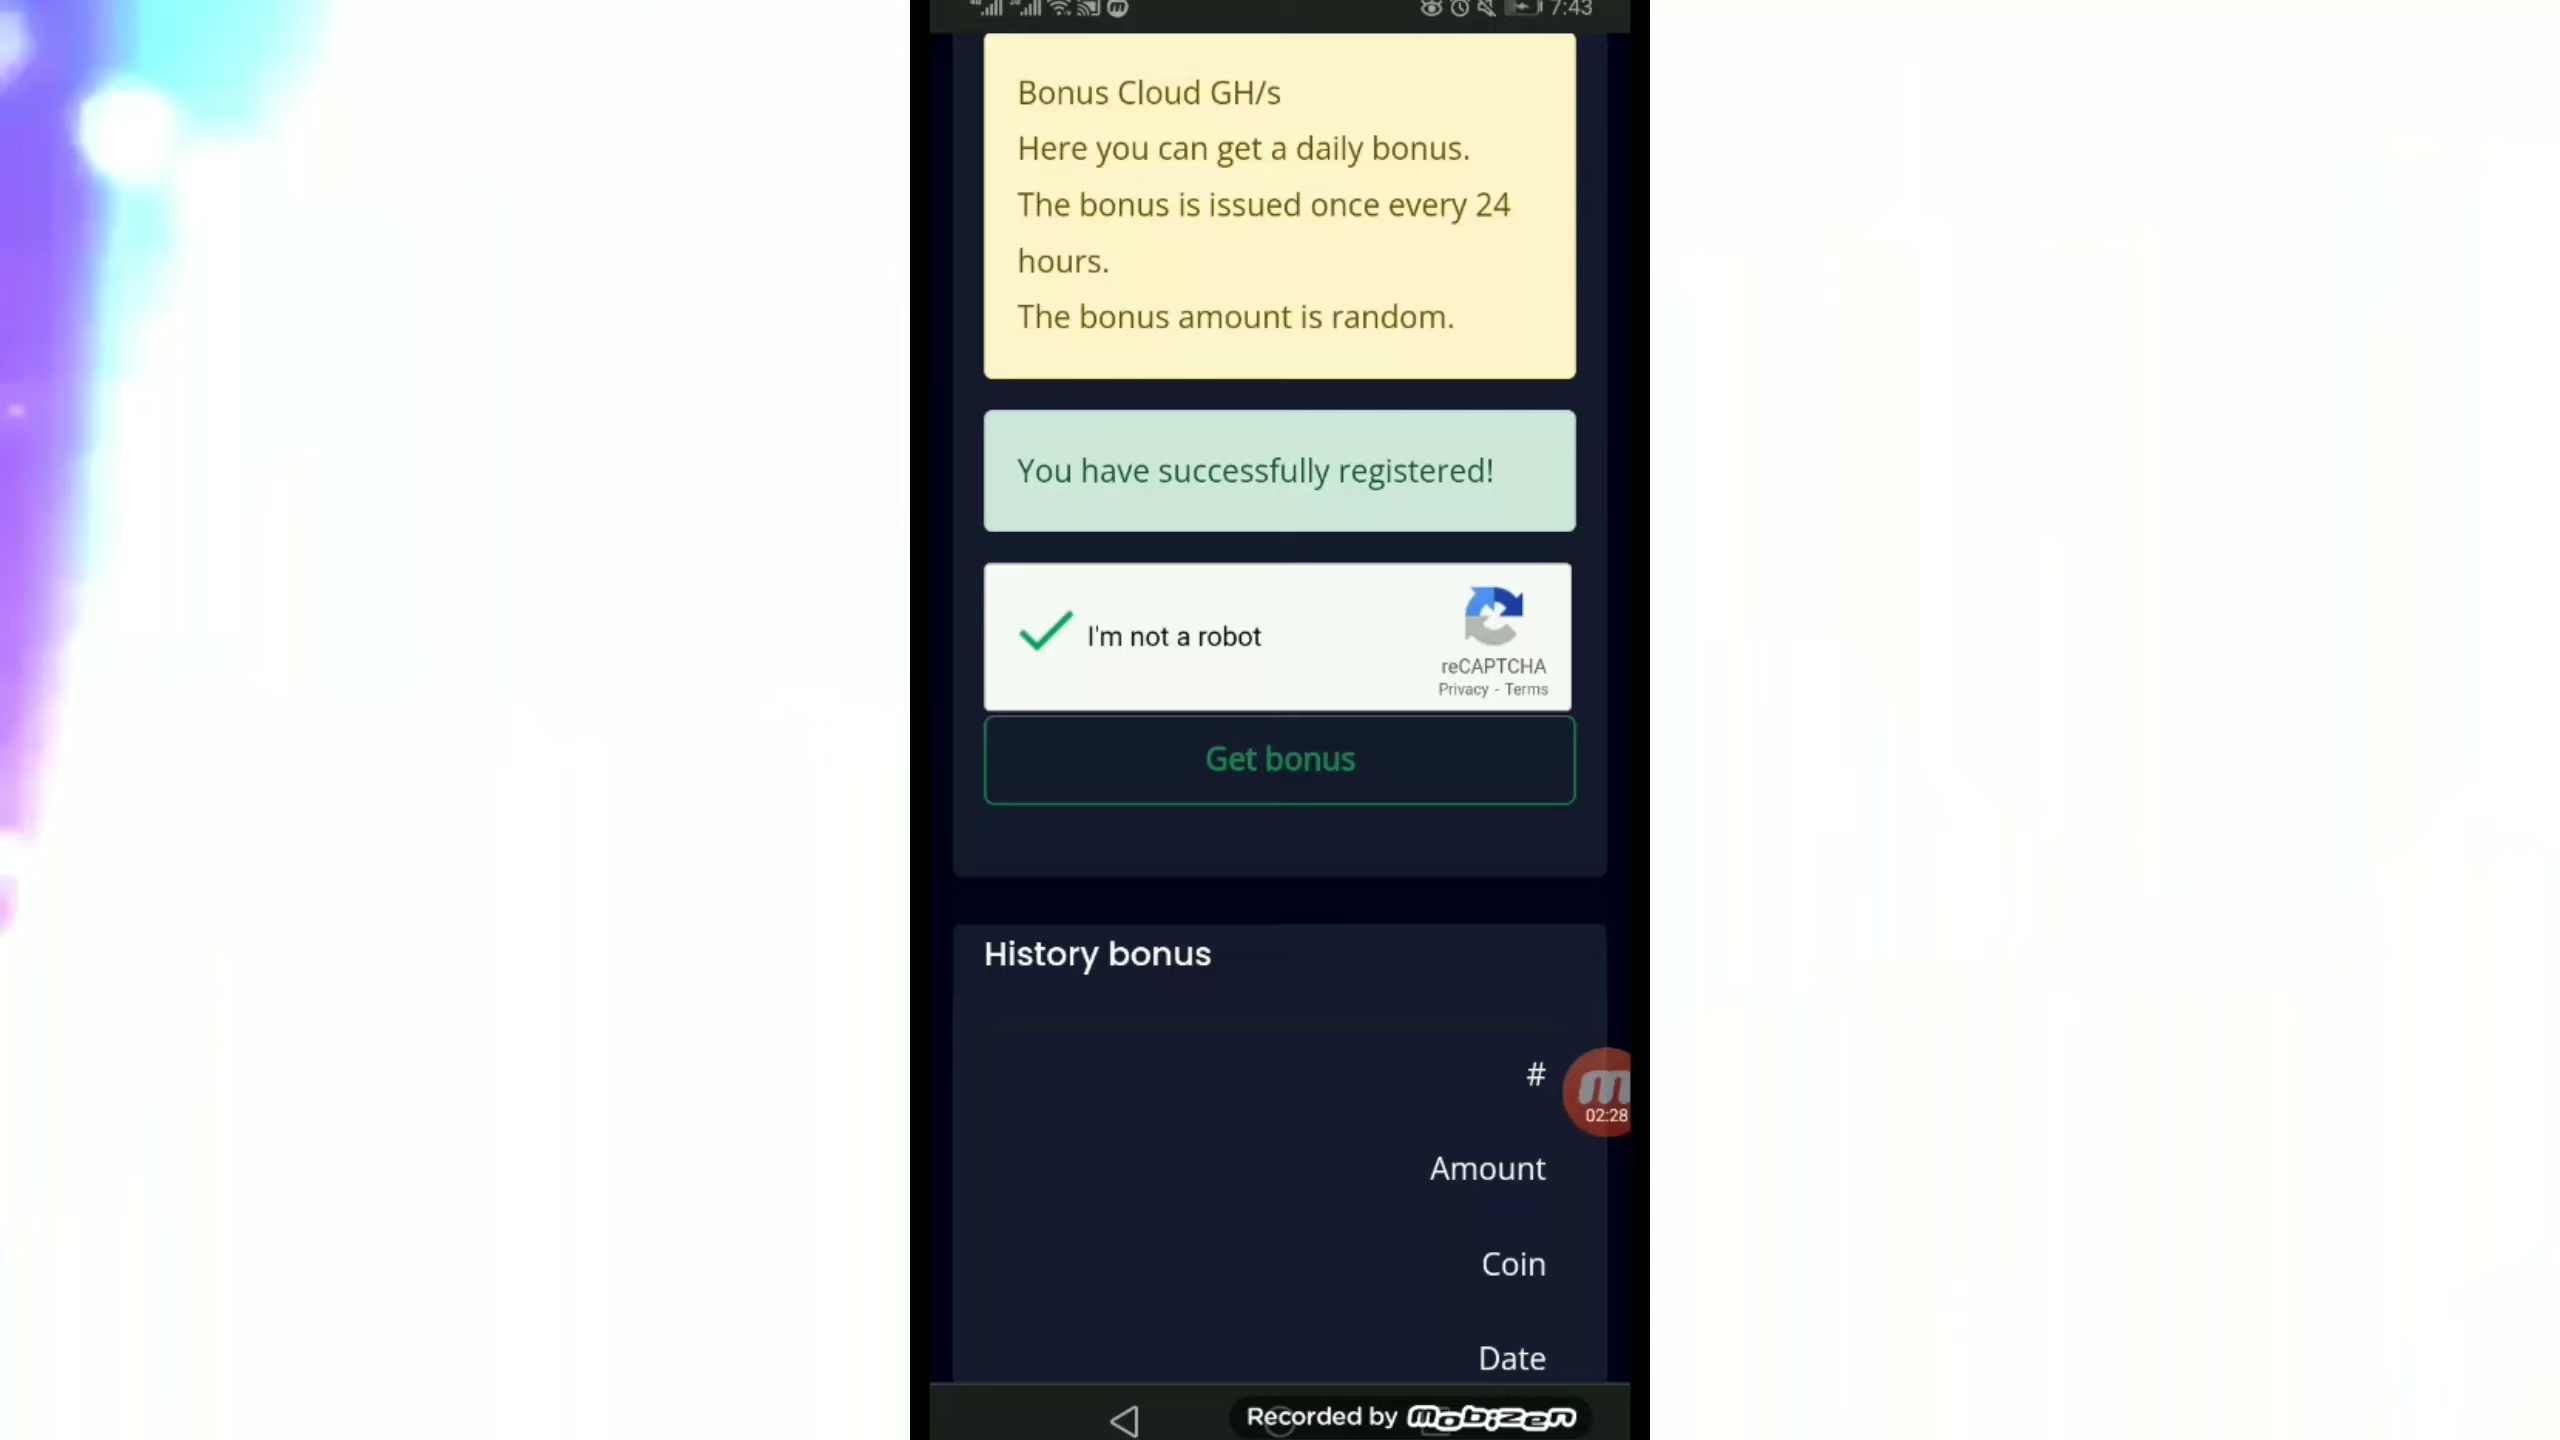 7:43
Bonus Cloud GH/s
Here you can get a daily bonus.
The bonus is issued once every 24
hours.
The bonus amount is random.
You have successfully registered!
I'm not a robot
reCAPTCHA
Privacy - Terms
Get bonus
History bonus
#
02:28
Amount
Coin
Date
Recorded by Mobizen